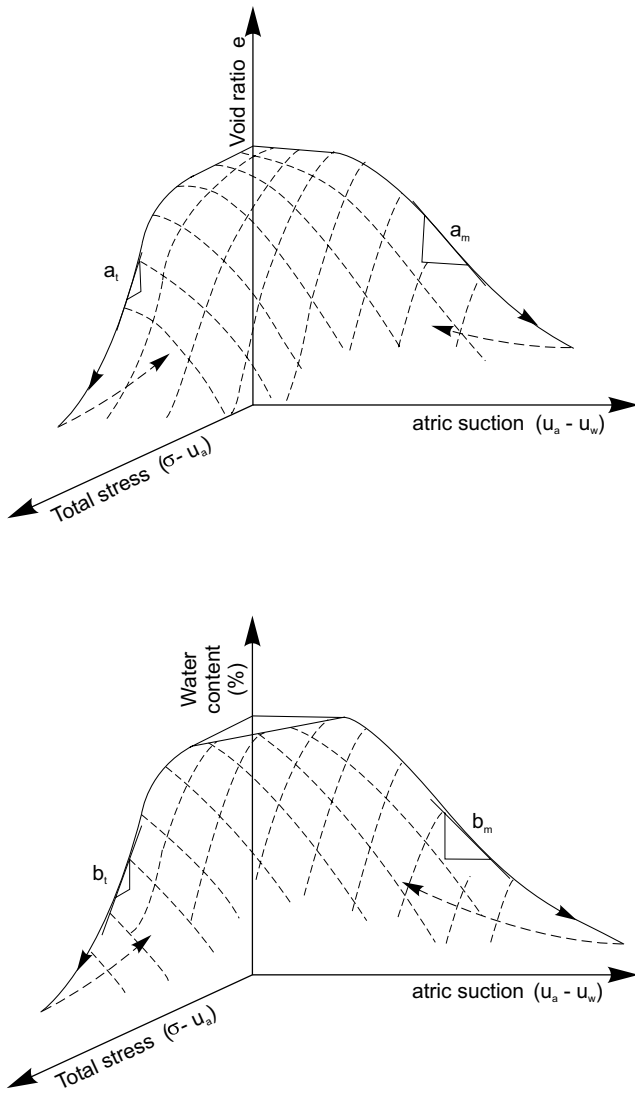 Void ratio e
a_t
a_m
atric suction (u_a - u_w)
Total stress (σ- u_a)
Water
content
(%)
b_t
b_m
atric suction (u_a - u_w)
Total stress (σ- u_a)